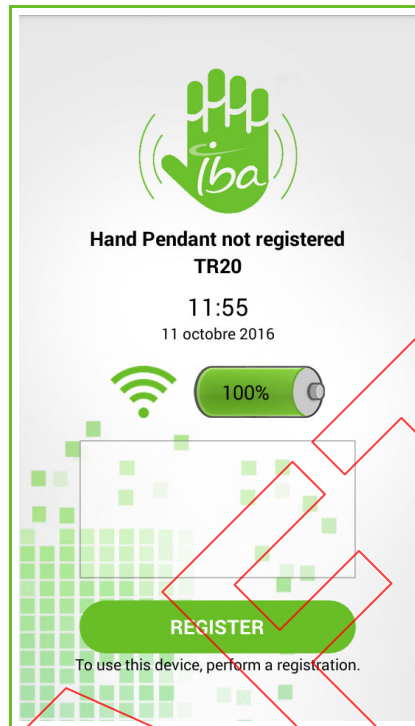 iba
Hand Pendant not registered
TR20
11:55
11 octobre 2016
100%
REGISTER
To use this device, perform a registration.